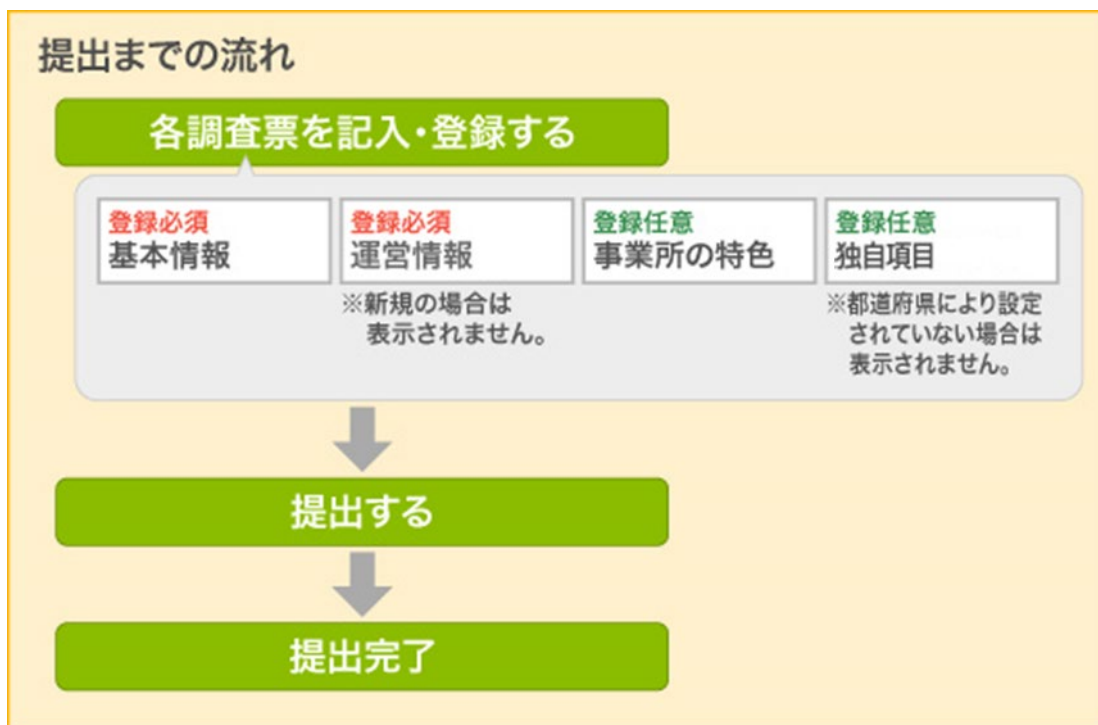 提出までの流れ
各調査票を記入・登録する
登録必須
基本情報
登録必須
運営情報
※新規の場合は
表示されません。
登録任意
事業所の特色
登録任意
独自項目
※都道府県により設定
されていない場合は
表示されません。
提出する
提出完了